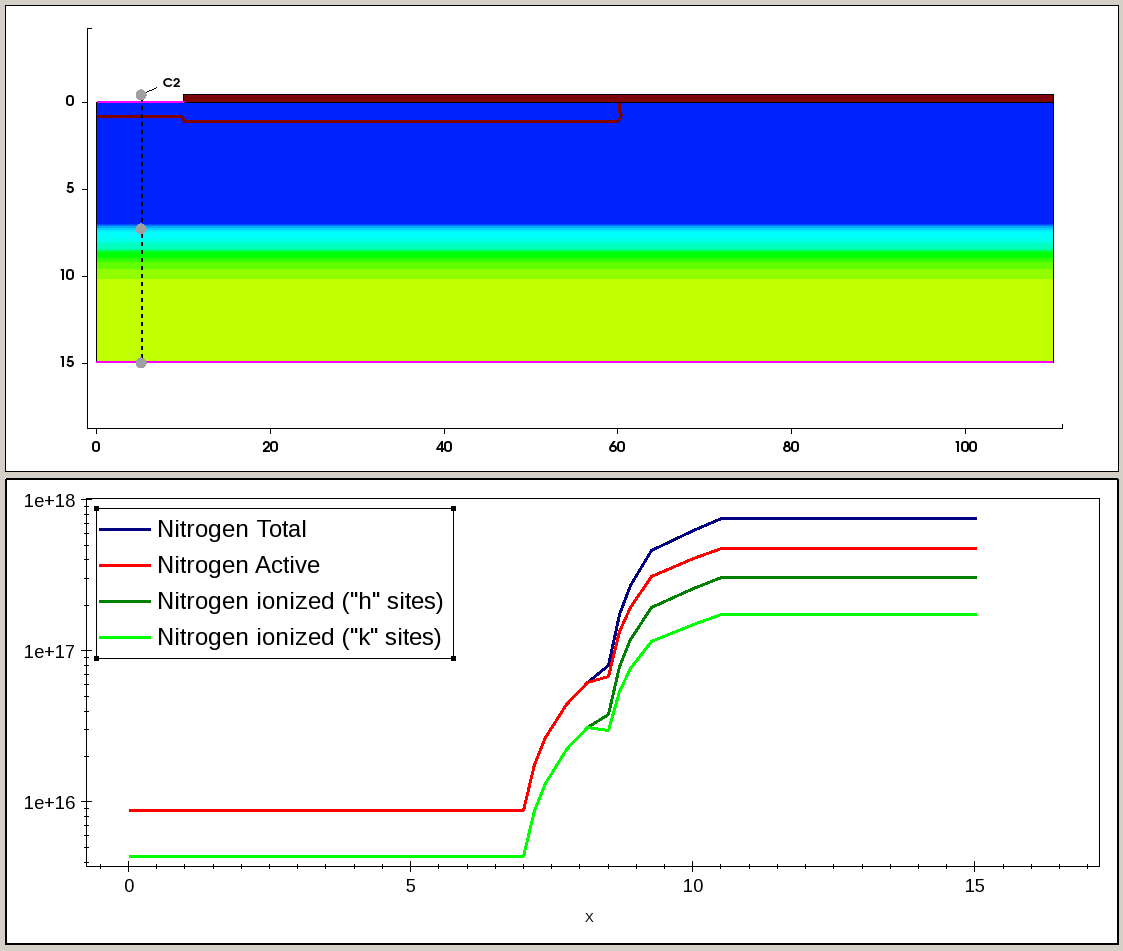 C2
0
5
10
15
0 20 40 60 80 100
1e+18
Nitrogen Total
Nitrogen Active
Nitrogen ionized ("h" sites)
Nitrogen ionized ("k" sites)
1e+17
1e+16
0 5 10 15
X